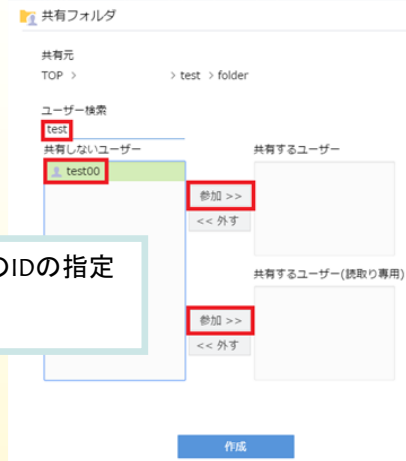 共有フォルダ
共有元
TOP > > test > folder
ユーザー検索
test
共有しないユーザー
共有するユーザー
test00
参加 >>
<< 外す
のIDの指定
共有するユーザー(読取り専用)
参加 >>
<< 外す
作成